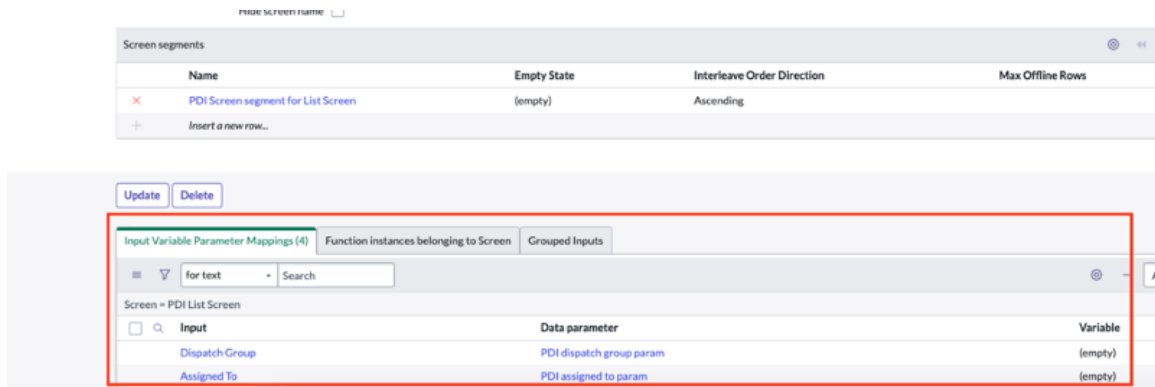 Hide screen name
Screen segments
Name Empty State Interleave Order Direction Max Offline Rows
PDI Screen segment for List Screen (empty) Ascending
Insert a new row...
Update Delete
Input Variable Parameter Mappings (4) Function instances belonging to Screen Grouped Inputs
for text Search
Screen = PDI List Screen
Input Data parameter Variable
Dispatch Group PDI dispatch group param (empty)
Assigned To PDI assigned to param (empty)